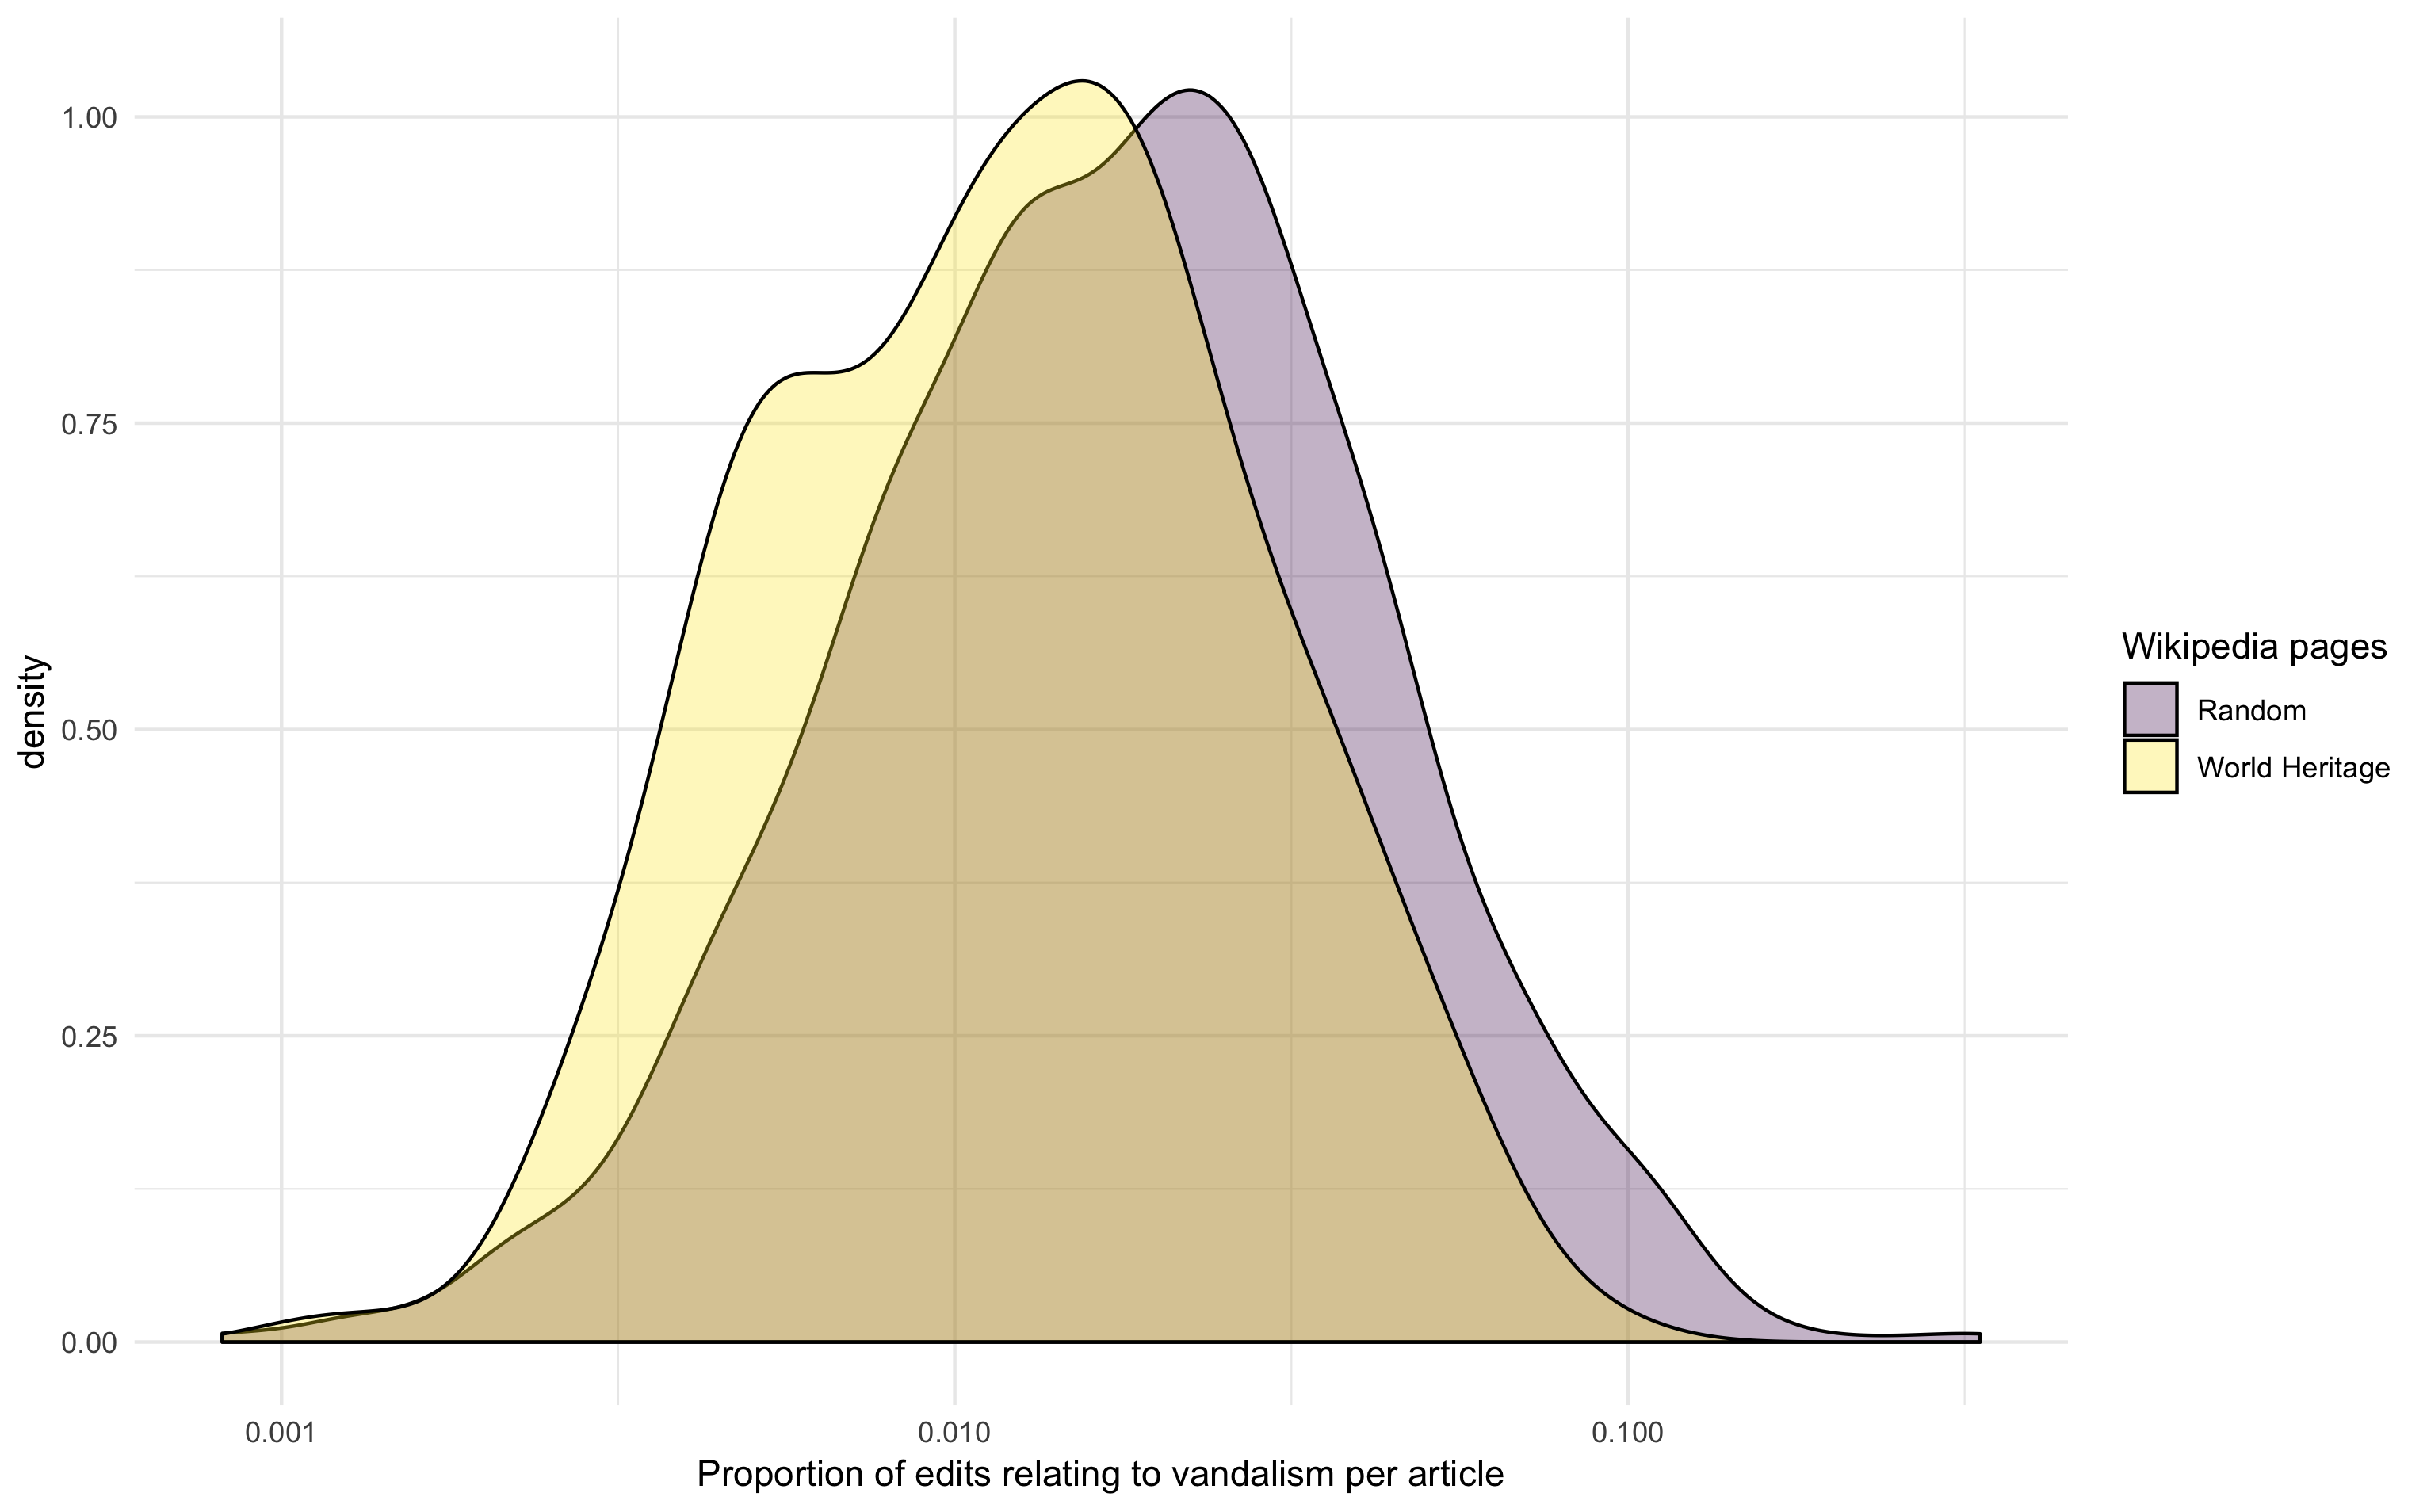 1.00
0.75
0.50
0.25
0.00
density
0.001
0.010
0.100
Proportion of edits relating to vandalism per article
Wikipedia pages
Random
World Heritage